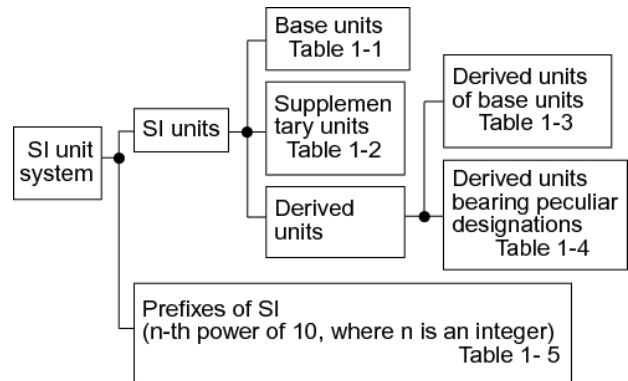 SI unit
system
SI units
Base units
Table 1-1
Supplemen
tary units
Table 1-2
Derived
units
Derived units
of base units
Table 1-3
Derived units
bearing peculiar
designations
Table 1-4
Prefixes of SI
(n-th power of 10, where n is an integer)
Table 1- 5